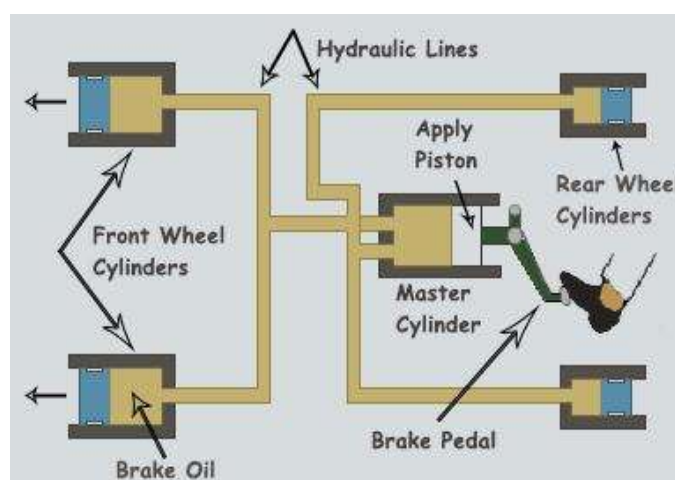 Hydraulic Lines
Apply
Piston
Rear Whee
Cylinders
Front Wheel
Cylinders
Master
Cylinder
Brake Pedal
Brake Oil